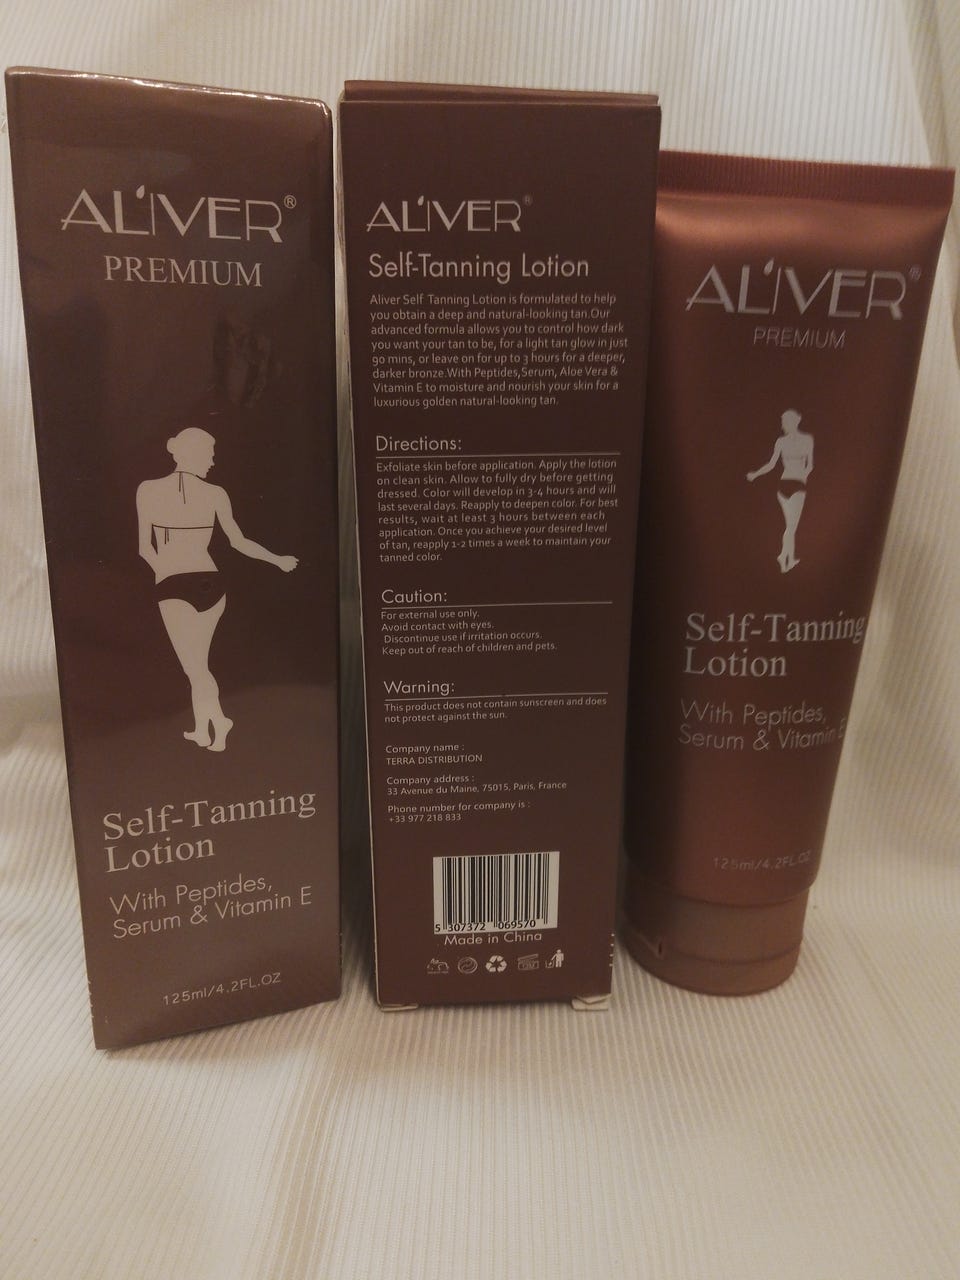 ALIVER®
PREMIUM
Self-Tanning
Lotion
With Peptides,
Serum & Vitamin E
125ml/4.2FL.OZ
ALIVER®
Self-Tanning Lotion
Aliver Self Tanning Lotion is formulated to help
you obtain a deep and natural-looking tan.Our
advanced formula allows you to control how dark
you want your tan to be, for a light tan glow in just
90 mins, or leave on for up to 3 hours for a deeper,
darker bronze.With Peptides,Serum, Aloe Vera &
Vitamin E to moisture and nourish your skin for a
luxurious golden natural-looking tan.
Directions:
Exfoliate skin before application. Apply the lotion
on clean skin. Allow to fully dry before getting
dressed. Color will develop in 3-4 hours and will
last several days. Reapply to deepen color. For best
results, wait at least 3 hours between each
application. Once you achieve your desired level
of tan, reapply 1-2 times a week to maintain your
tanned color.
Caution:
For external use only.
Avoid contact with eyes.
Discontinue use if irritation occurs.
Keep out of reach of children and pets.
Warning:
This product does not contain sunscreen and does
not protect against the sun.
Company name :
TERRA DISTRIBUTION
Company address :
33 Avenue du Maine, 75015, Paris, France
Phone number for company is :
+33 977 218 833
5 307372 069570
Made in China
ALIVER®
PREMIUM
Self-Tanning
Lotion
With Peptides,
Serum & Vitamin E
125ml/4.2FL.OZ